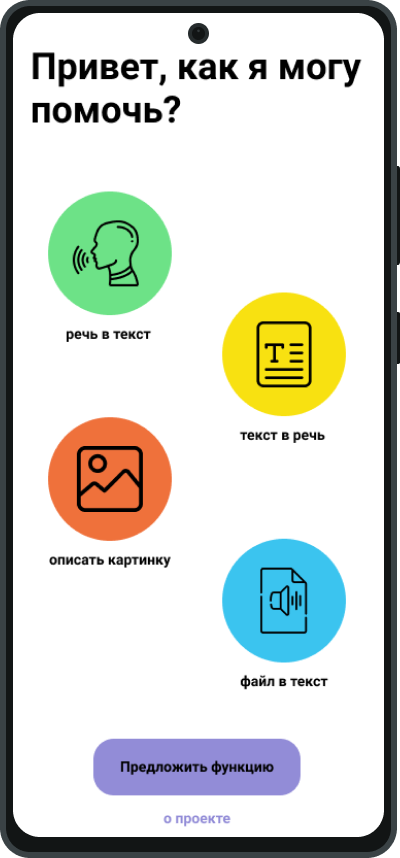 Привет, как я могу
помочь?
речь в текст
T
текст в речь
описать картинку
файл в текст
Предложить функцию
о проекте